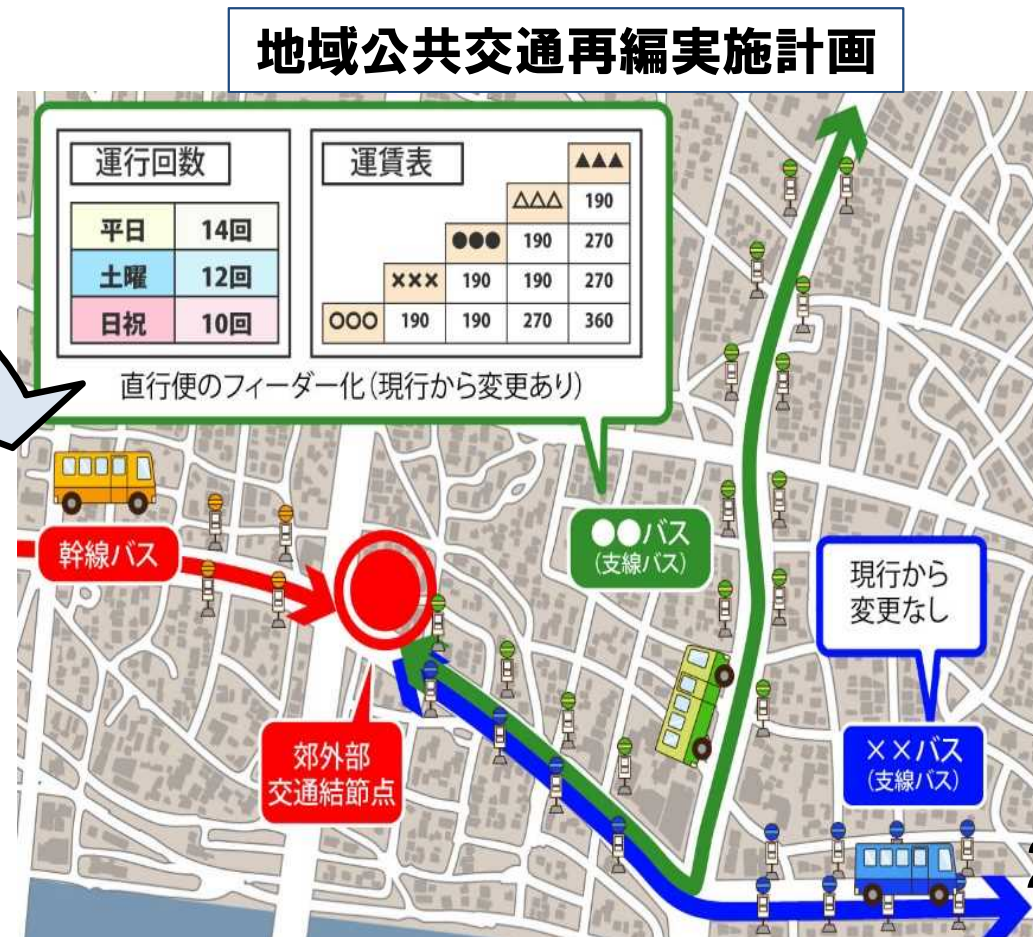 地域公共交通再編実施計画
運行回数
平日 14回
土曜 12回
日祝 10回
運賃表
▲▲▲
△△△ 190
●●● 190 270
××× 190 190 270
○○○ 190 190 270 360
直行便のフィーダー化(現行から変更あり)
幹線バス
●●バス
(支線バス)
現行から
変更なし
郊外部
交通結節点
××バス
(支線バス)